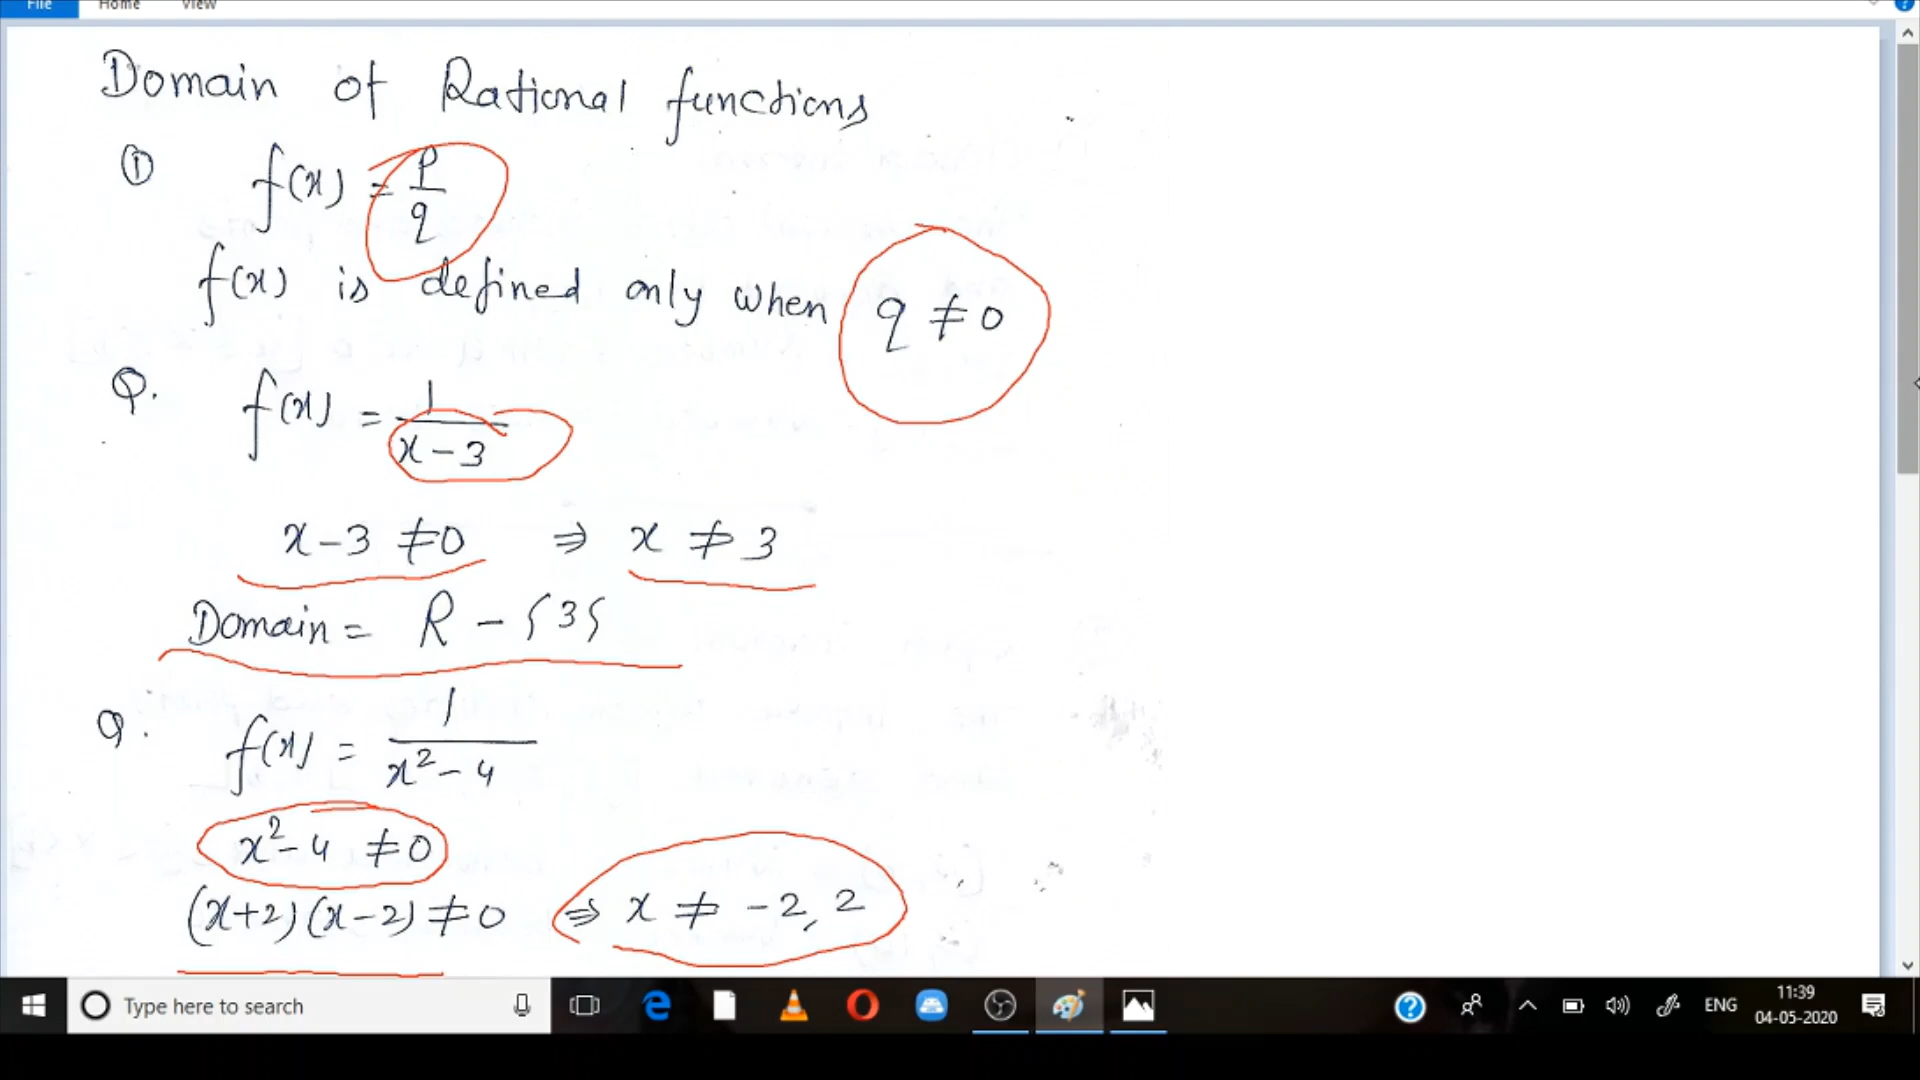 File Home View
Domain of Rational functions
① f(x) = p/q
f(x) is defined only when q ≠ 0
Q. f(x) = 1/(x-3)
x-3 ≠ 0 ⇒ x ≠ 3
Domain = R - {3}
Q. f(x) = 1/(x²-4)
x²-4 ≠ 0
(x+2)(x-2) ≠ 0 ⇒ x ≠ -2, 2
Type here to search
ENG
11:39
04-05-2020